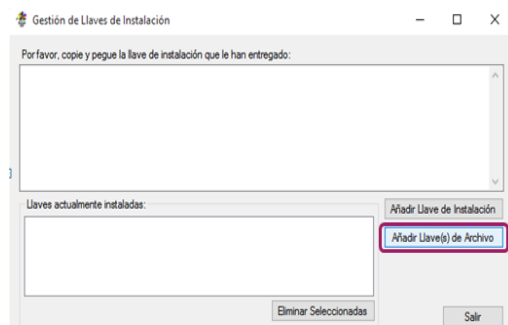 Gestión de Llaves de Instalación
Por favor, copie y pegue la llave de instalación que le han entregado:
Llaves actualmente instaladas:
Añadir Llave de Instalación
Añadir Llave(s) de Archivo
Eliminar Seleccionadas
Salir